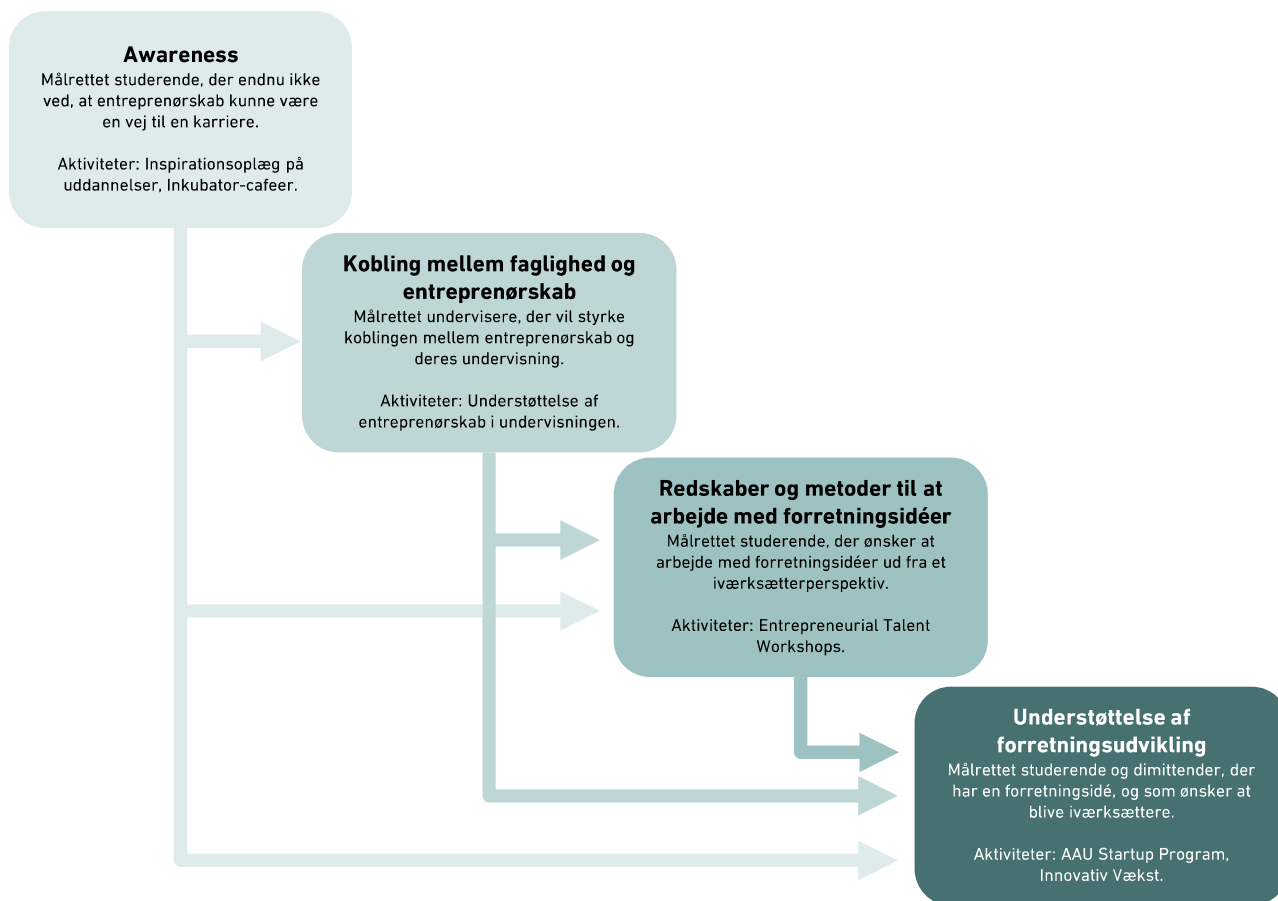 Awareness
Målrettet studerende, der endnu ikke
ved, at entreprenørskab kunne være
en vej til en karriere.
Aktiviteter: Inspirationsoplæg på
uddannelser, Inkubator-cafeer.
Kobling mellem faglighed og
entreprenørskab
Målrettet undervisere, der vil styrke
koblingen mellem entreprenørskab og
deres undervisning.
Aktiviteter: Understøttelse af
entreprenørskab i undervisningen.
Redskaber og metoder til at
arbejde med forretningsidéer
Målrettet studerende, der ønsker at
arbejde med forretningsidéer ud fra et
iværksætterperspektiv.
Aktiviteter: Entrepreneurial Talent
Workshops.
Understøttelse af
forretningsudvikling
Målrettet studerende og dimittender, der
har en forretningsidé, og som ønsker at
blive iværksættere.
Aktiviteter: AAU Startup Program,
Innovativ Vækst.